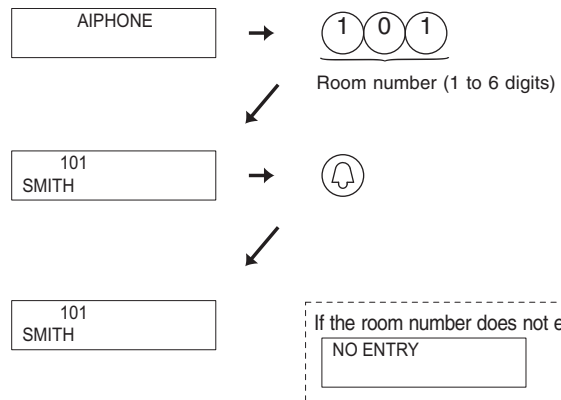 AIPHONE
1 0 1
Room number (1 to 6 digits)
101
SMITH
101
SMITH
If the room number does not
NO ENTRY